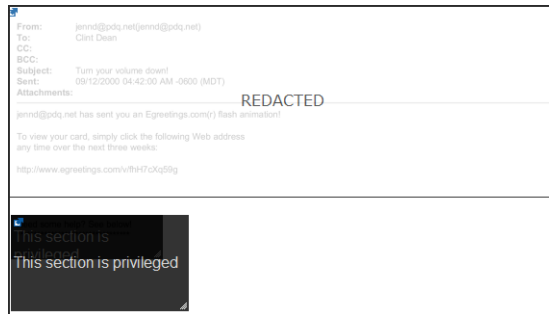 From: jennd@pdq.net(jennd@pdq.net)
To: Clint Dean
CC:
BCC:
Subject: Turn your volume down!
Sent: 09/12/2000 04:42:00 AM -0600 (MDT)
Attachments:
REDACTED
jennd@pdq.net has sent you an Egreetings.com(r) flash animation!
To view your card, simply click the following Web address
any time over the next three weeks:
http://www.egreetings.com/v/fhH7cXq59g
This section is
privileged
This section is privileged